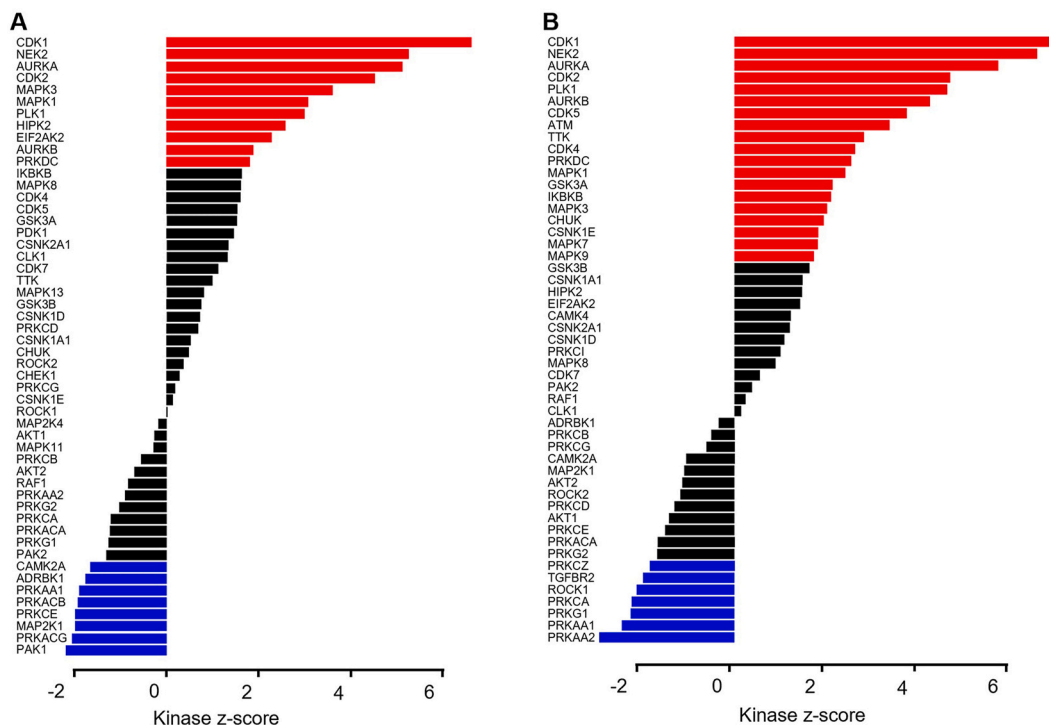 A
CDK1
NEK2
AURKA
CDK2
MAPK3
MAPK1
PLK1
HIPK2
EIF2AK2
AURKB
PRKDC
IKBKB
MAPK8
CDK4
CDK5
GSK3A
PDK1
CSNK2A1
CLK1
CDK7
TTK
MAPK13
GSK3B
CSNK1D
PRKCD
CSNK1A1
CHUK
ROCK2
CHEK1
PRKCG
CSNK1E
ROCK1
MAP2K4
AKT1
MAPK11
PRKCB
AKT2
RAF1
PRKAA2
PRKG2
PRKCA
PRKACA
PRKG1
PAK2
CAMK2A
ADRBK1
PRKAA1
PRKACB
PRKCE
MAP2K1
PRKACG
PAK1
-2 0 2 4 6
Kinase z-score
B
CDK1
NEK2
AURKA
CDK2
PLK1
AURKB
CDK5
ATM
TTK
CDK4
PRKDC
MAPK1
GSK3A
IKBKB
MAPK3
CHUK
CSNK1E
MAPK7
MAPK9
GSK3B
CSNK1A1
HIPK2
EIF2AK2
CAMK4
CSNK2A1
CSNK1D
PRKCI
MAPK8
CDK7
PAK2
RAF1
CLK1
ADRBK1
PRKCB
PRKCG
CAMK2A
MAP2K1
AKT2
ROCK2
PRKCD
AKT1
PRKCE
PRKACA
PRKG2
PRKCZ
TGFBR2
ROCK1
PRKCA
PRKG1
PRKAA1
PRKAA2
-2 0 2 4 6
Kinase z-score